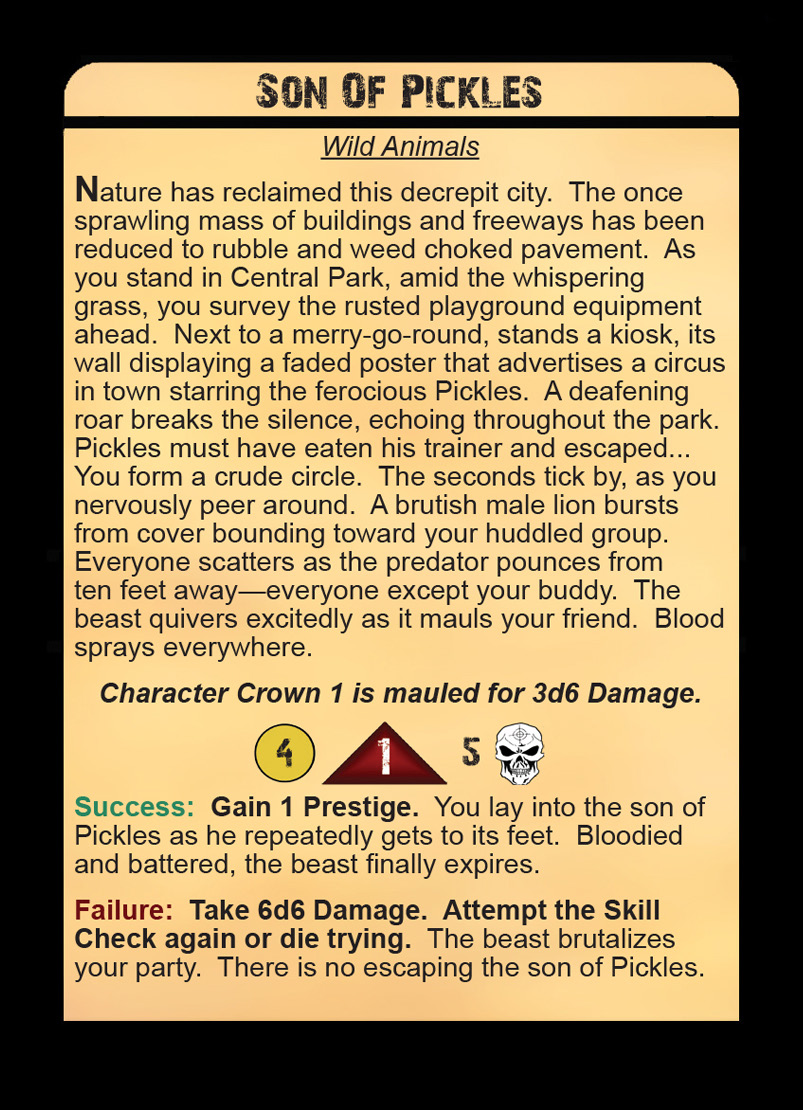 Son Of Pickles
Wild Animals
Nature has reclaimed this decrepit city.  The once
sprawling mass of buildings and freeways has been
reduced to rubble and weed choked pavement.  As
you stand in Central Park, amid the whispering
grass, you survey the rusted playground equipment
ahead.  Next to a merry-go-round, stands a kiosk, its
wall displaying a faded poster that advertises a circus
in town starring the ferocious Pickles.  A deafening
roar breaks the silence, echoing throughout the park.
Pickles must have eaten his trainer and escaped...
You form a crude circle.  The seconds tick by, as you
nervously peer around.  A brutish male lion bursts
from cover bounding toward your huddled group.
Everyone scatters as the predator pounces from
ten feet away—everyone except your buddy.  The
beast quivers excitedly as it mauls your friend.  Blood
sprays everywhere.
Character Crown 1 is mauled for 3d6 Damage.
4 1 5
Success:  Gain 1 Prestige.  You lay into the son of
Pickles as he repeatedly gets to its feet.  Bloodied
and battered, the beast finally expires.
Failure:  Take 6d6 Damage.  Attempt the Skill
Check again or die trying.  The beast brutalizes
your party.  There is no escaping the son of Pickles.